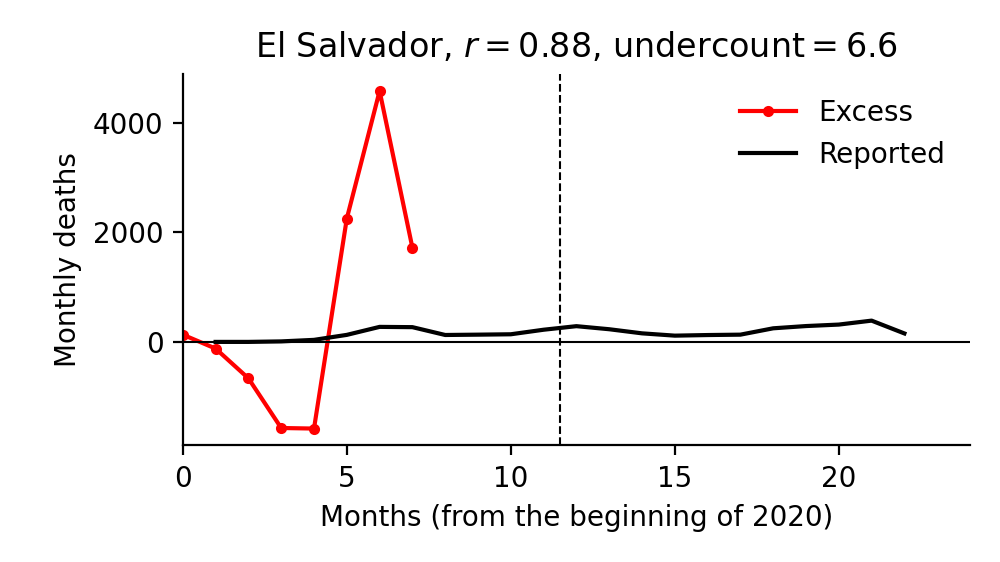 El Salvador, r = 0.88, undercount = 6.6
Excess
Reported
Monthly deaths
4000
2000
0
0 5 10 15 20
Months (from the beginning of 2020)